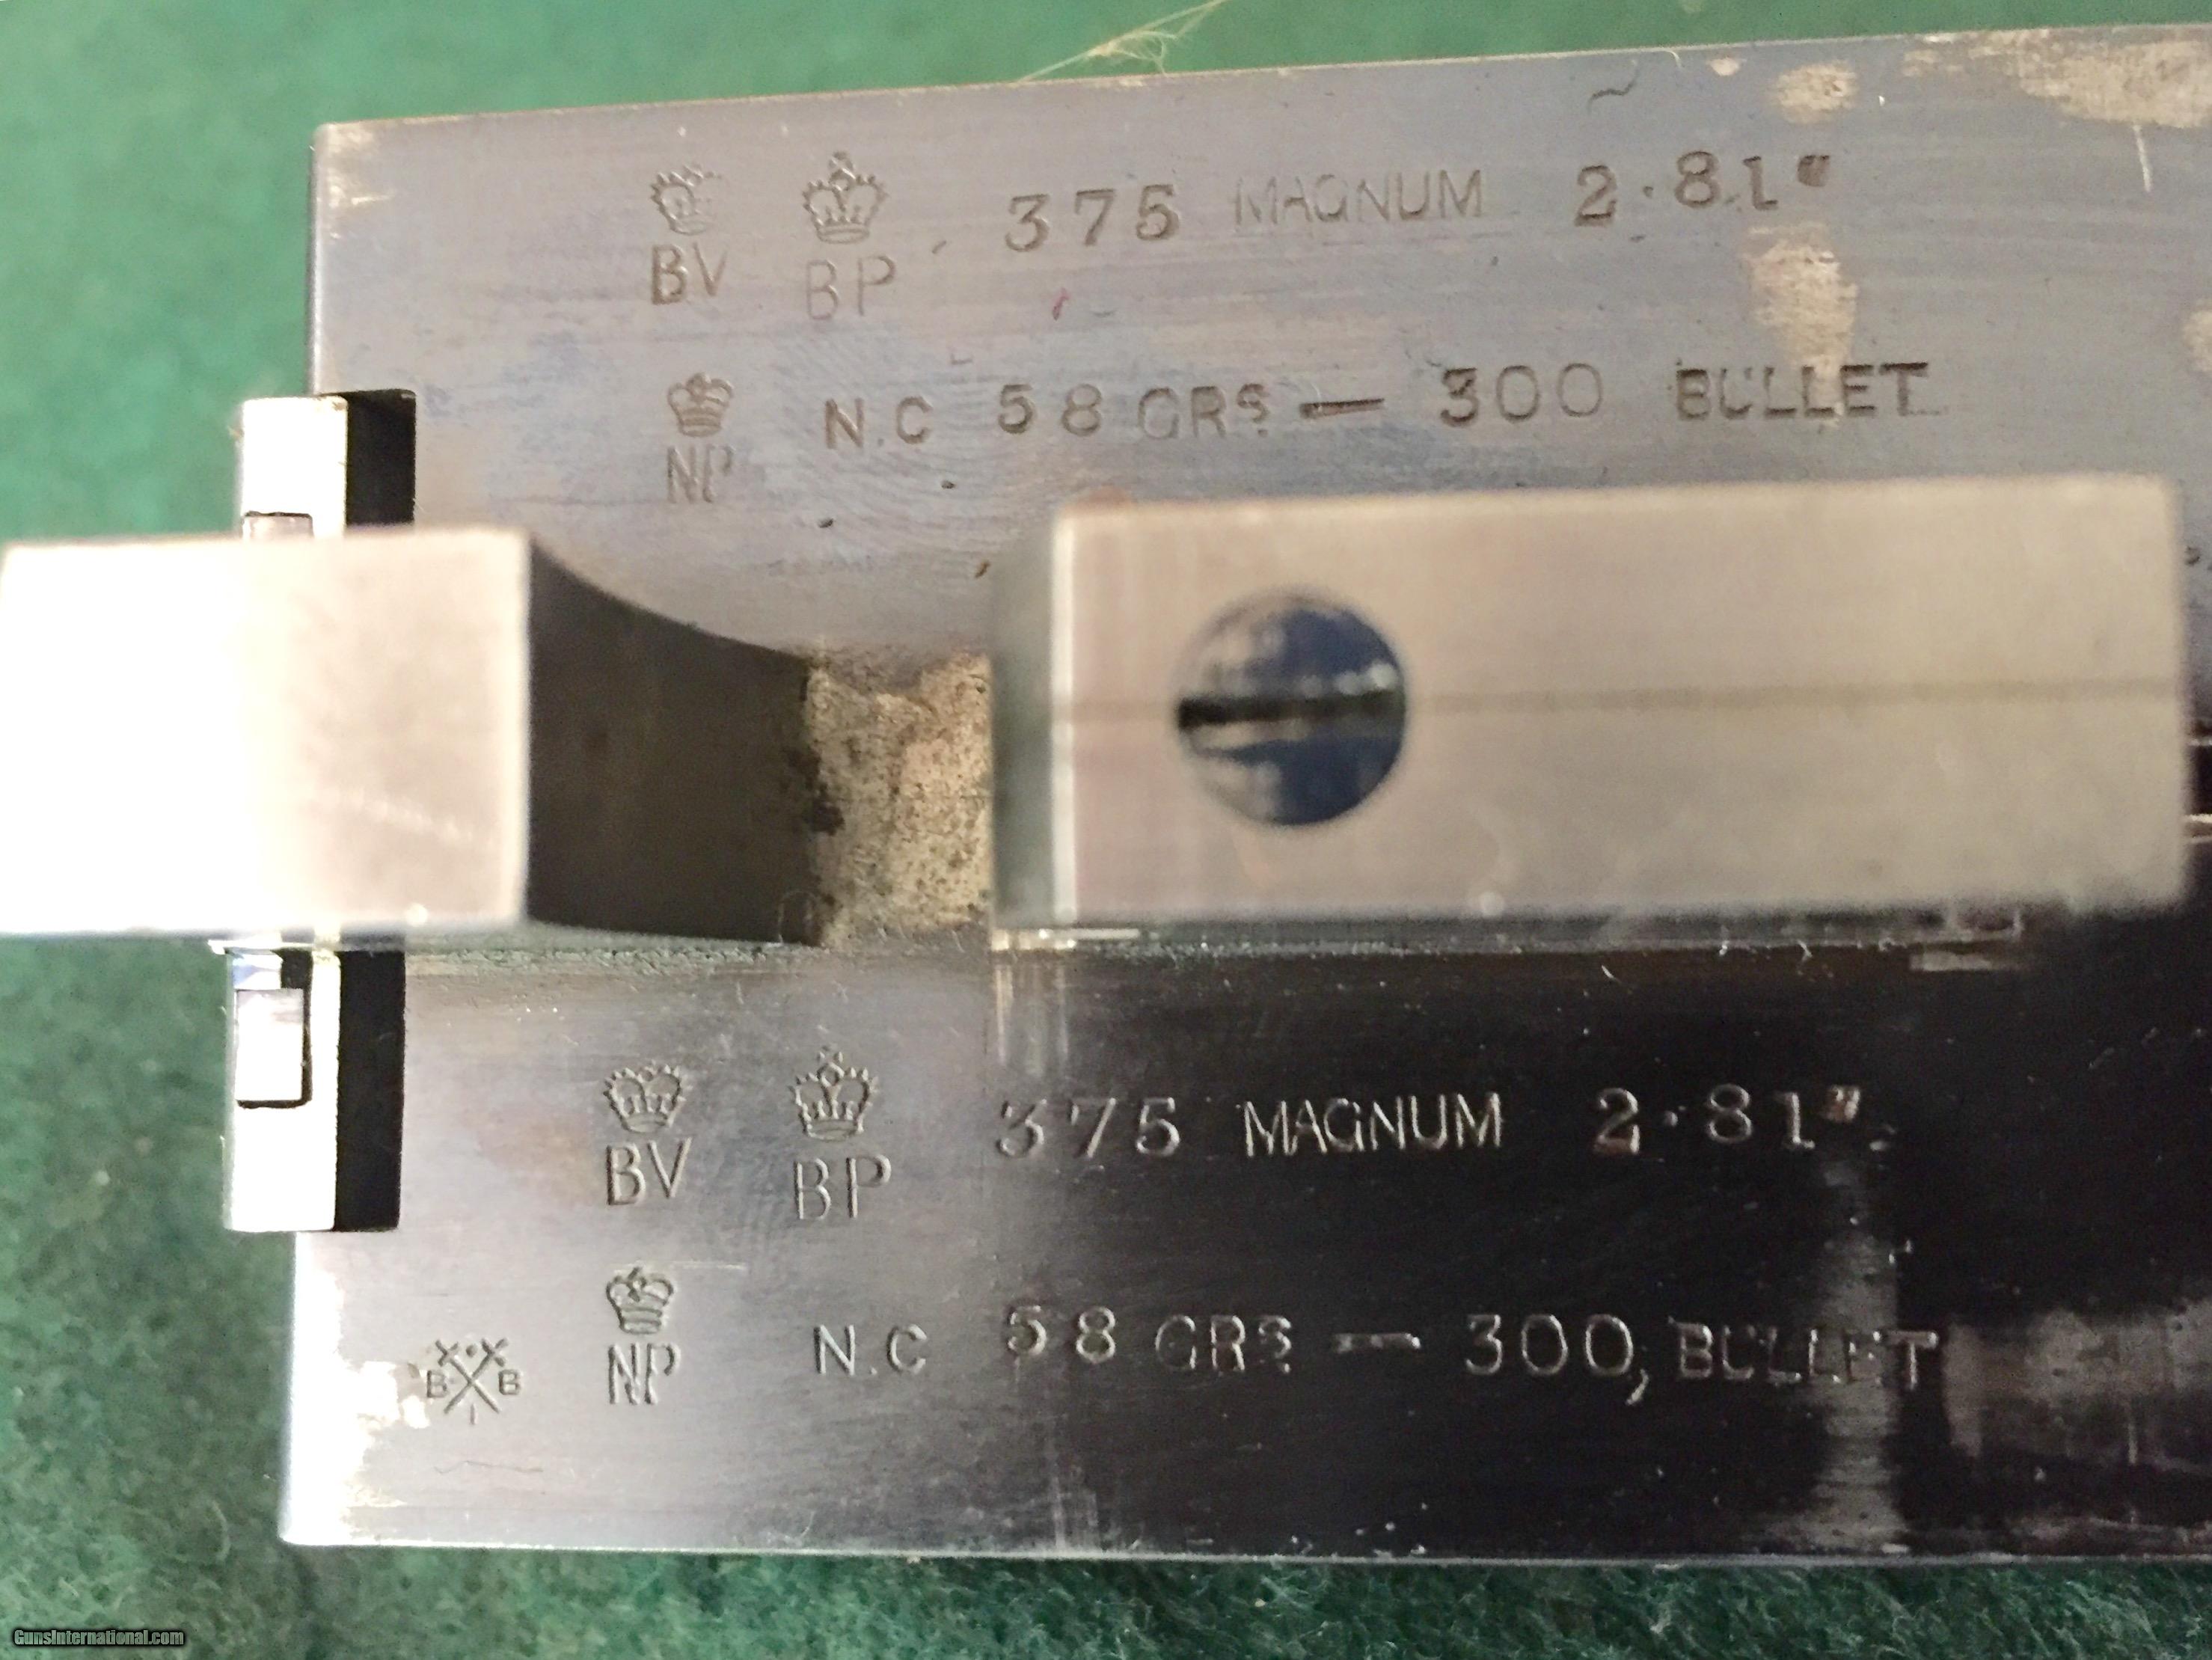 BV BP .375 MAGNUM 2.81"
NP N.C 58 GRS — 300 BULLET
BV BP 375 MAGNUM 2.81"
B B NP N.C 58 GRS — 300, BULLET
GunsInternational.com